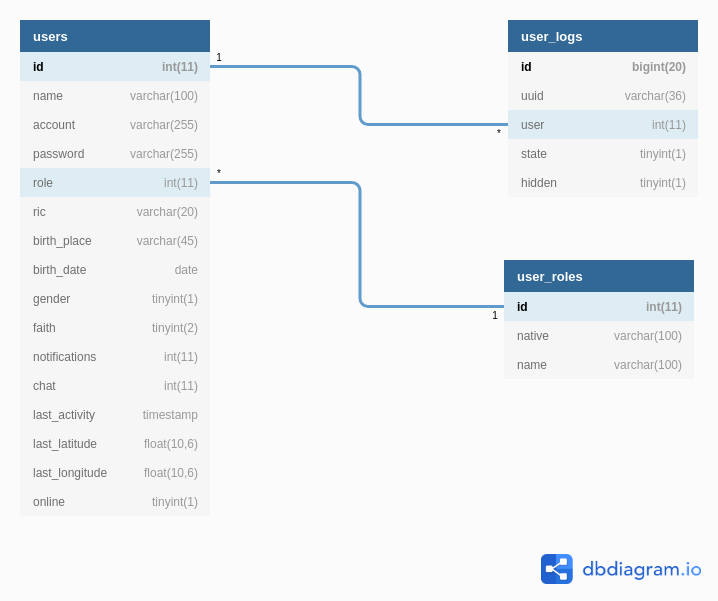 users
id int(11)
name varchar(100)
account varchar(255)
password varchar(255)
role int(11)
ric varchar(20)
birth_place varchar(45)
birth_date date
gender tinyint(1)
faith tinyint(2)
notifications int(11)
chat int(11)
last_activity timestamp
last_latitude float(10,6)
last_longitude float(10,6)
online tinyint(1)
1
*
*
1
user_logs
id bigint(20)
uuid varchar(36)
user int(11)
state tinyint(1)
hidden tinyint(1)
user_roles
id int(11)
native varchar(100)
name varchar(100)
dbdiagram.io